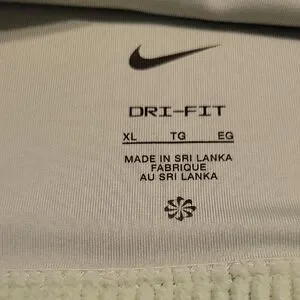 DRI-FIT
XL TG EG
MADE IN SRI LANKA
FABRIQUE
AU SRI LANKA